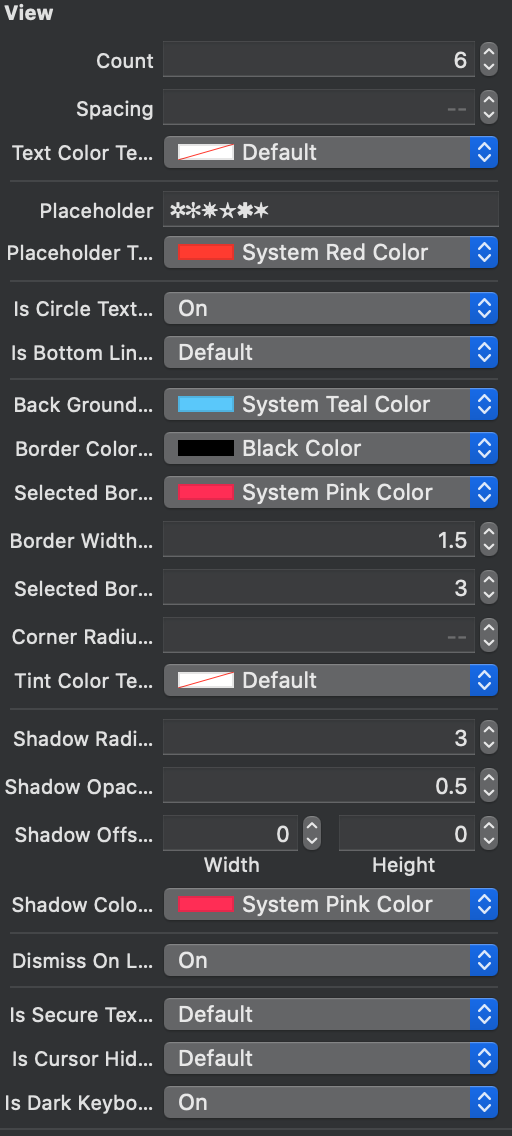 View
Count 6
Spacing --
Text Color Te... Default
Placeholder ✲✻✷☆✱✶
Placeholder T... System Red Color
Is Circle Text... On
Is Bottom Lin... Default
Back Ground... System Teal Color
Border Color... Black Color
Selected Bor... System Pink Color
Border Width... 1.5
Selected Bor... 3
Corner Radiu... --
Tint Color Te... Default
Shadow Radi... 3
Shadow Opac... 0.5
Shadow Offs... 0 0
Width Height
Shadow Colo... System Pink Color
Dismiss On L... On
Is Secure Tex... Default
Is Cursor Hid... Default
Is Dark Keybo... On